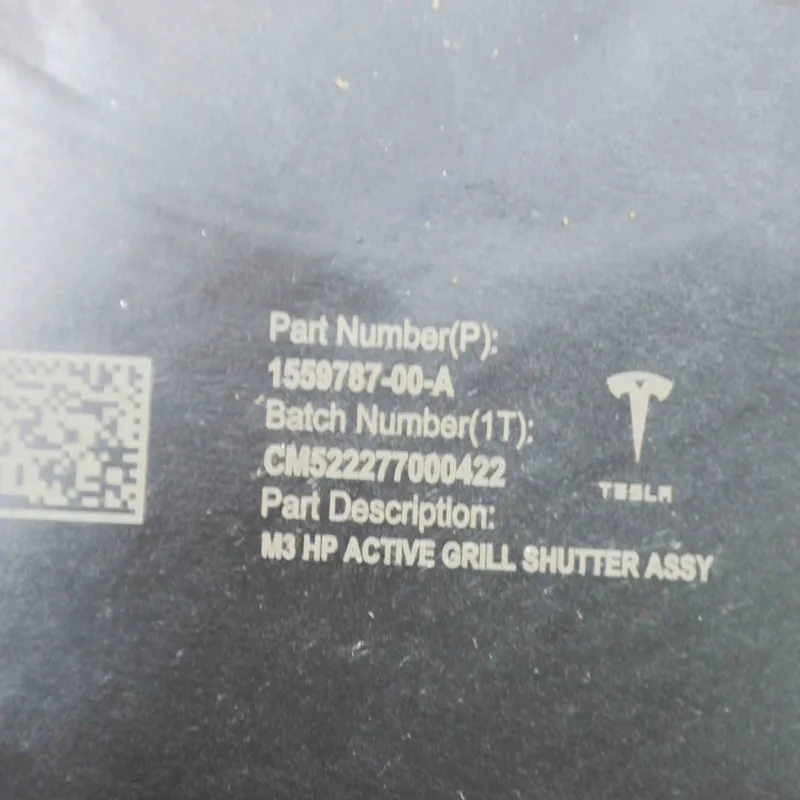 Part Number(P):
1559787-00-A
Batch Number(1T):
CM522277000422
Part Description:
M3 HP ACTIVE GRILL SHUTTER ASSY
TESLA